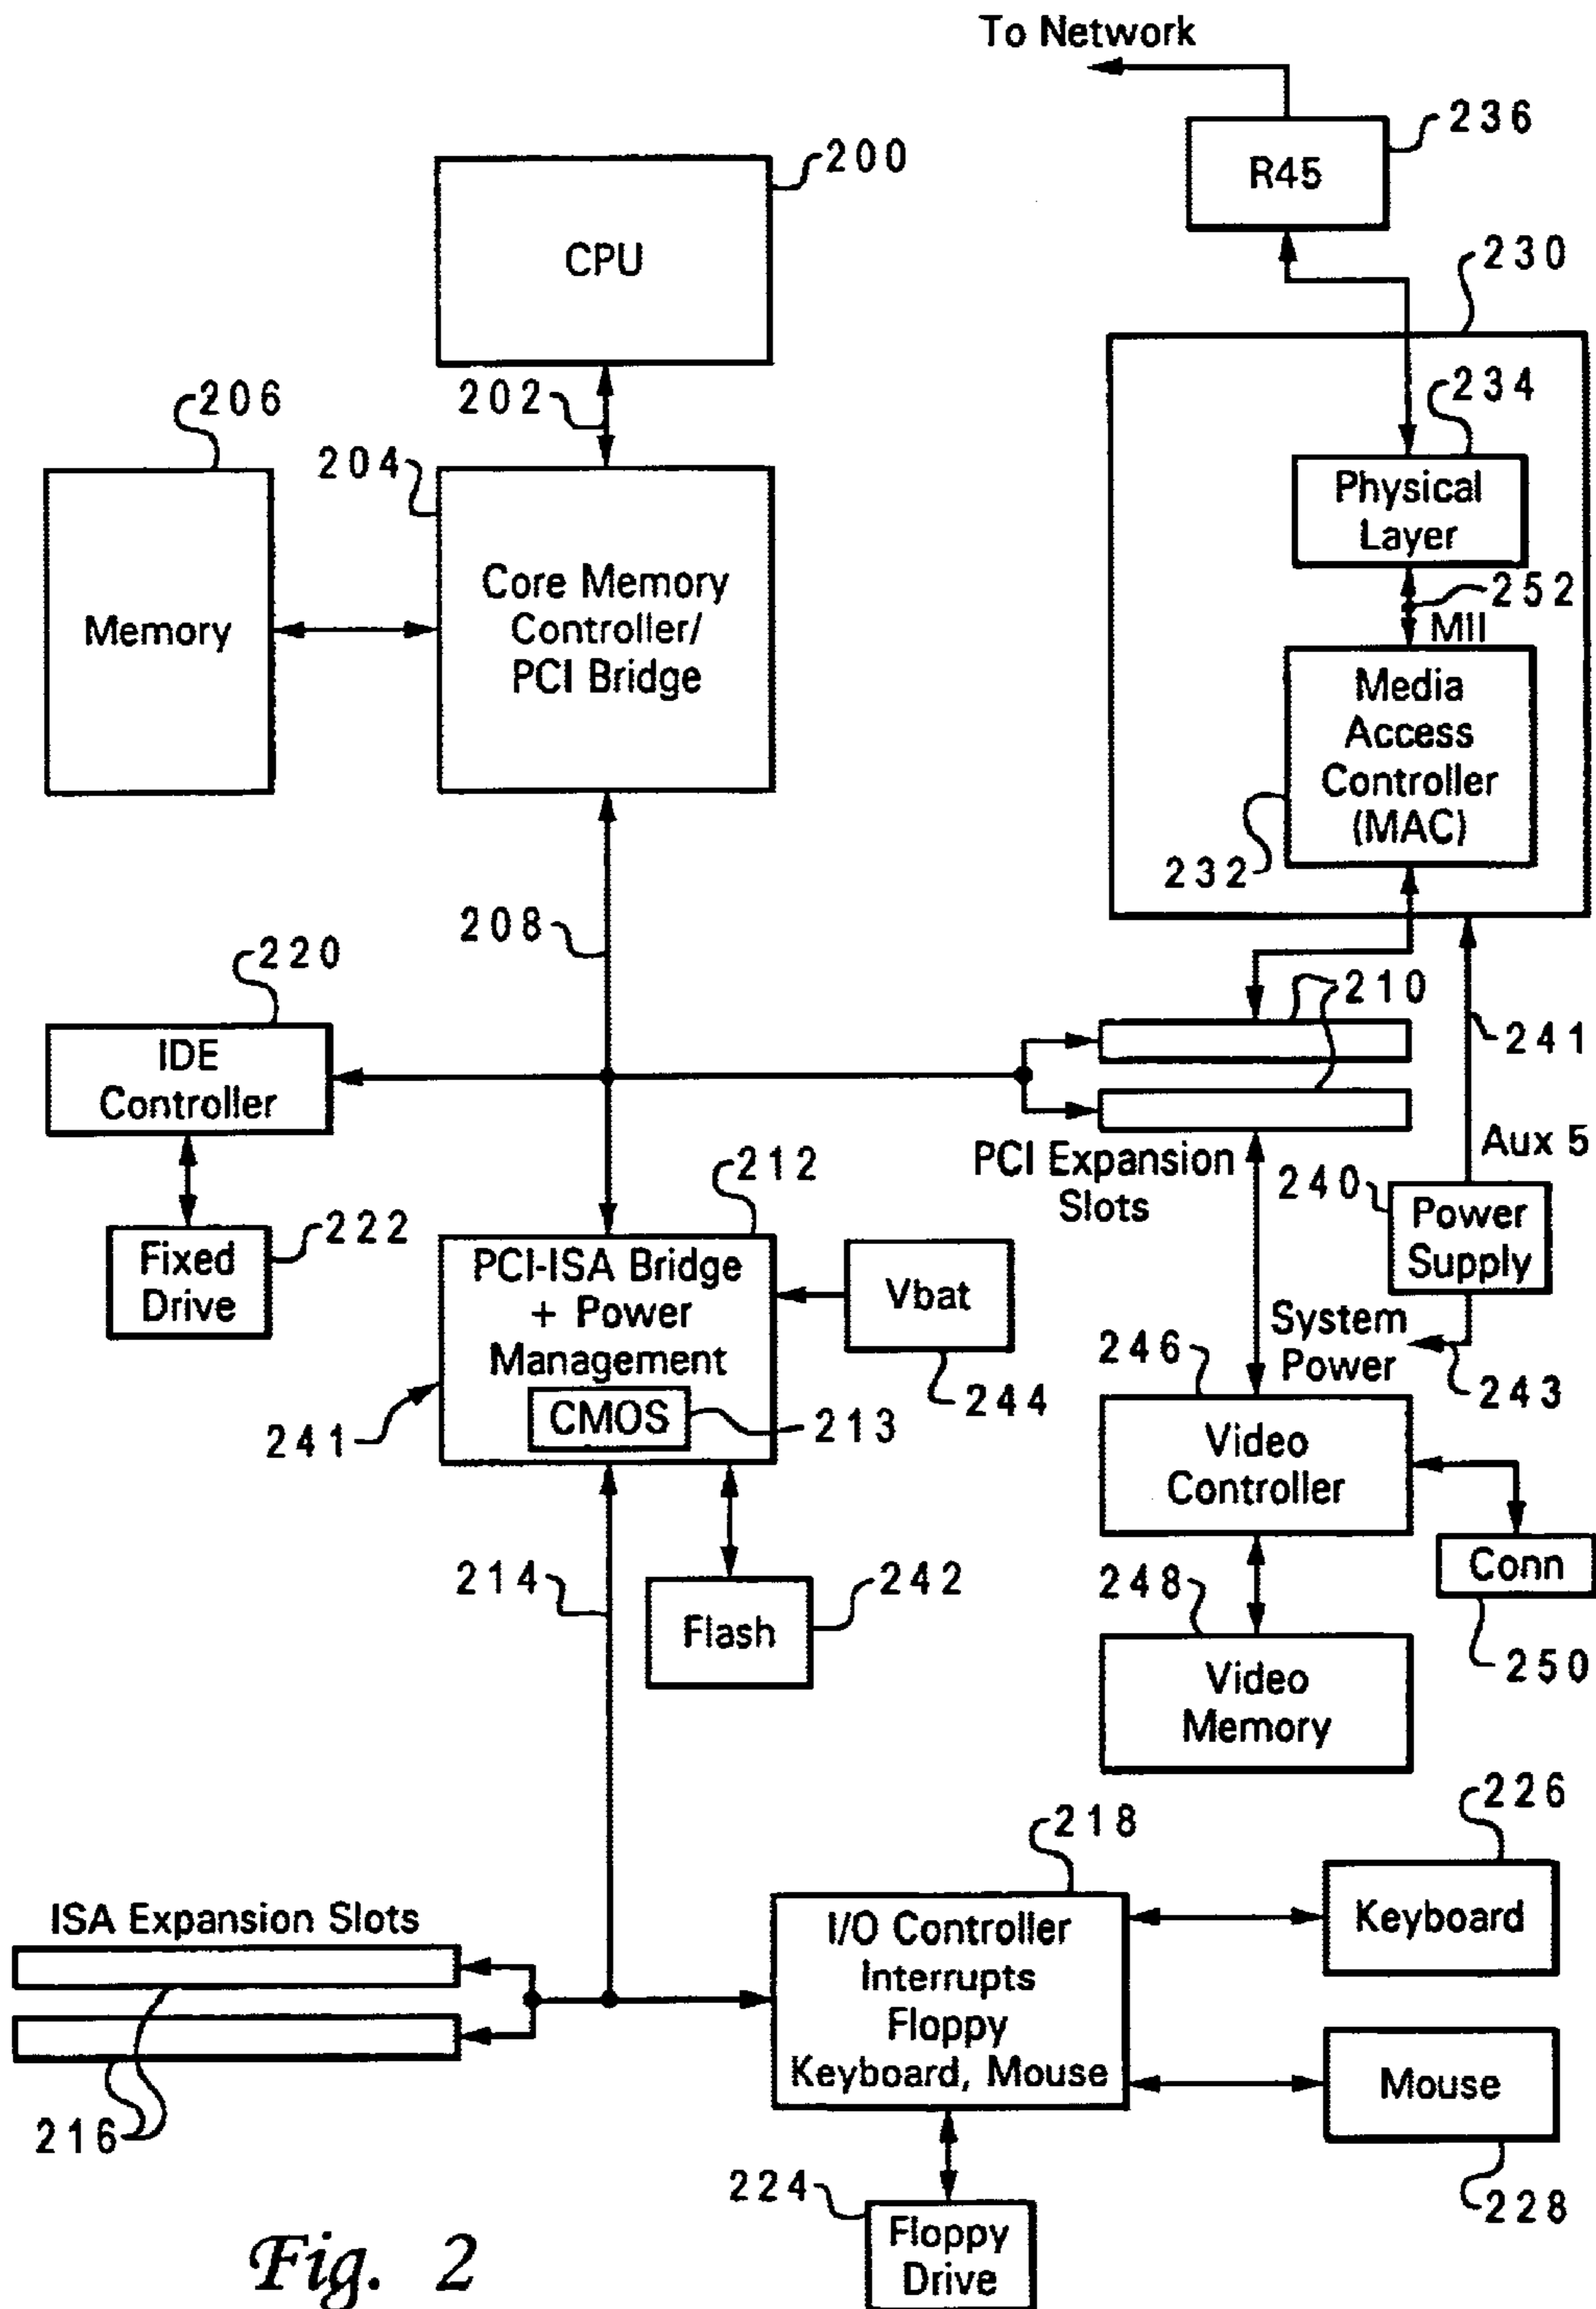 To Network
236
R45
200
CPU
230
206
202
204
234
Physical
Layer
252
MII
Memory
Core Memory
Controller/
PCI Bridge
Media
Access
Controller
(MAC)
232
208
220
210
IDE
Controller
241
PCI Expansion
Slots
Aux 5
212
240
Power
Supply
222
Fixed
Drive
PCI-ISA Bridge
+ Power
Management
CMOS
213
241
Vbat
244
System
Power
243
246
Video
Controller
214
242
Flash
248
Conn
250
Video
Memory
218
226
ISA Expansion Slots
I/O Controller
Interrupts
Floppy
Keyboard, Mouse
Keyboard
216
Mouse
228
224
Floppy
Drive
Fig. 2